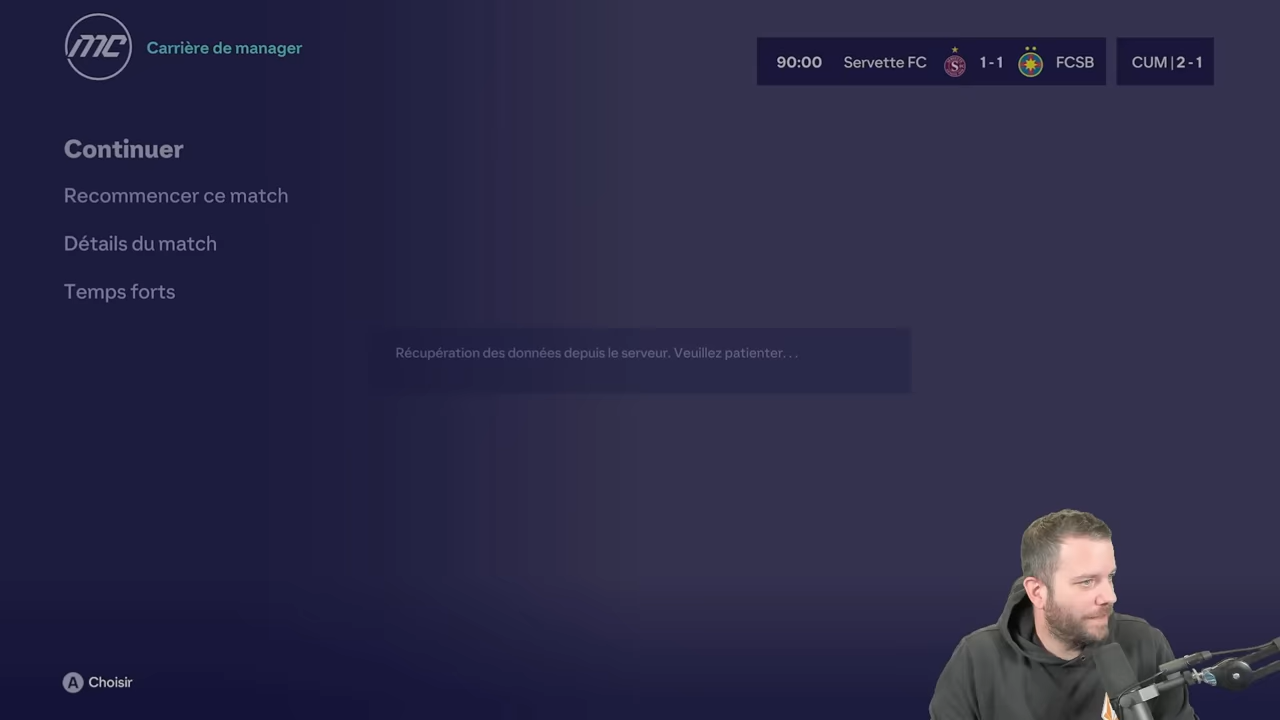 MC
Carrière de manager
90:00 Servette FC 1-1 FCSB CUM | 2-1
Continuer
Recommencer ce match
Détails du match
Temps forts
Récupération des données depuis le serveur. Veuillez patienter...
A Choisir